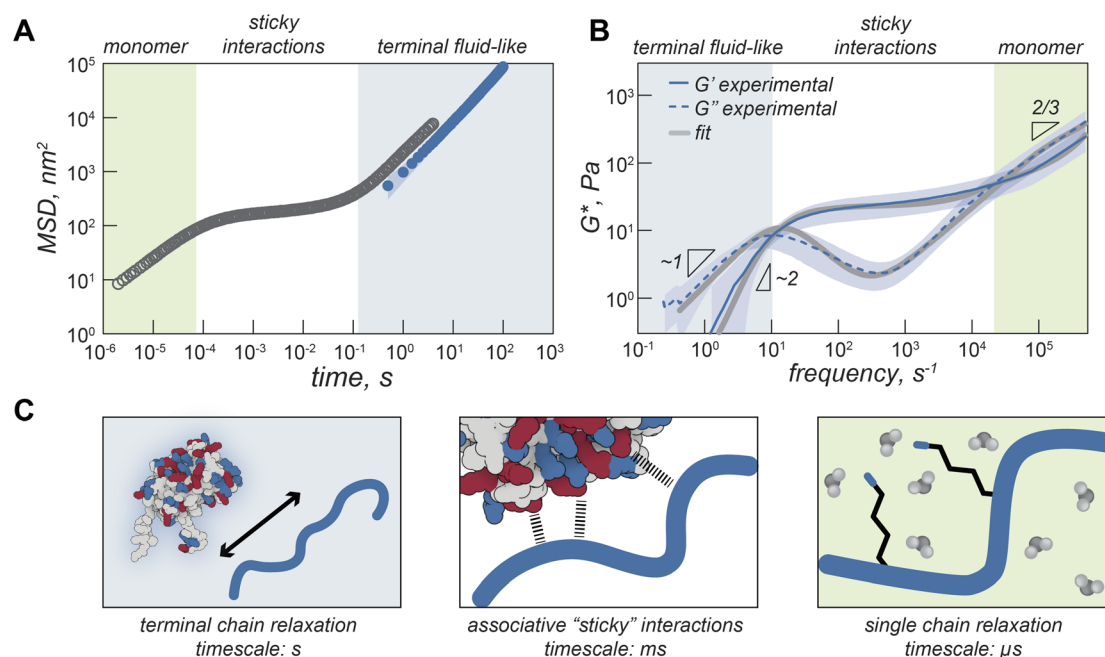 A
monomer
sticky
interactions
terminal fluid-like
10⁵
10⁴
10³
10²
10¹
10⁰
MSD, nm²
10⁻⁶
10⁻⁵
10⁻⁴
10⁻³
10⁻²
10⁻¹
10⁰
10¹
10²
10³
time, s
B
terminal fluid-like
sticky
interactions
monomer
G' experimental
G'' experimental
fit
2/3
~1
~2
10³
10²
10¹
10⁰
G*, Pa
10⁻¹
10⁰
10¹
10²
10³
10⁴
10⁵
frequency, s⁻¹
C
terminal chain relaxation
timescale: s
associative “sticky” interactions
timescale: ms
single chain relaxation
timescale: µs